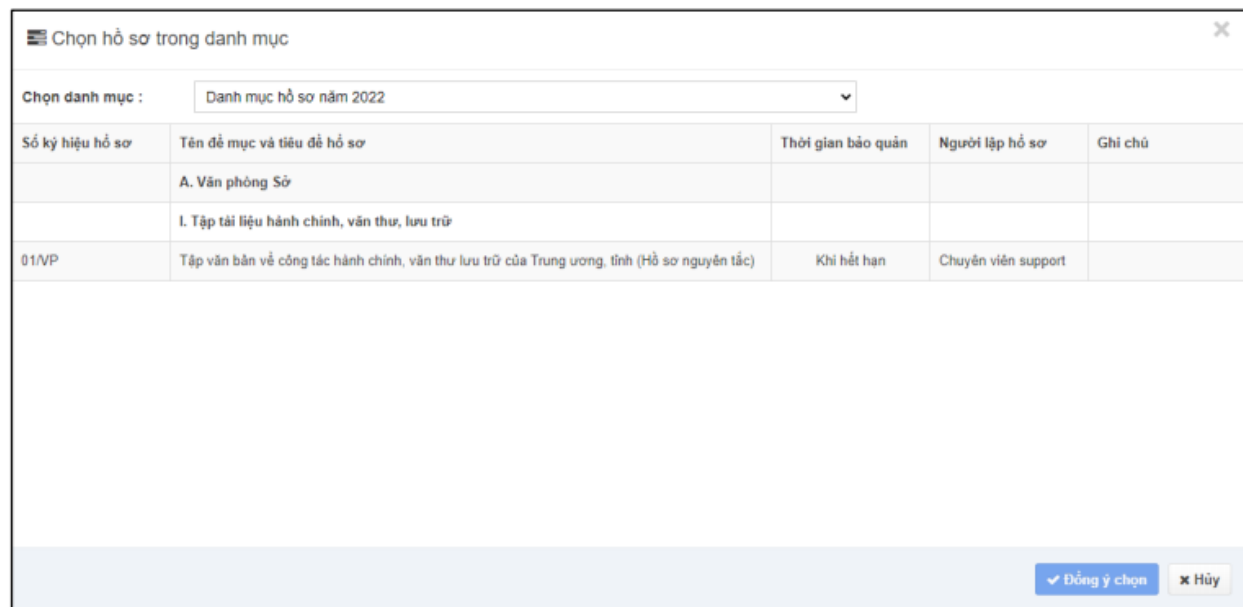 Chọn hồ sơ trong danh mục
Chọn danh mục : Danh mục hồ sơ năm 2022
Số ký hiệu hồ sơ Tên đề mục và tiêu đề hồ sơ Thời gian bảo quản Người lập hồ sơ Ghi chú
A. Văn phòng Sở
I. Tập tài liệu hành chính, văn thư, lưu trữ
01/VP Tập văn bản về công tác hành chính, văn thư lưu trữ của Trung ương, tỉnh (Hồ sơ nguyên tắc) Khi hết hạn Chuyên viên support
Đồng ý chọn Hủy